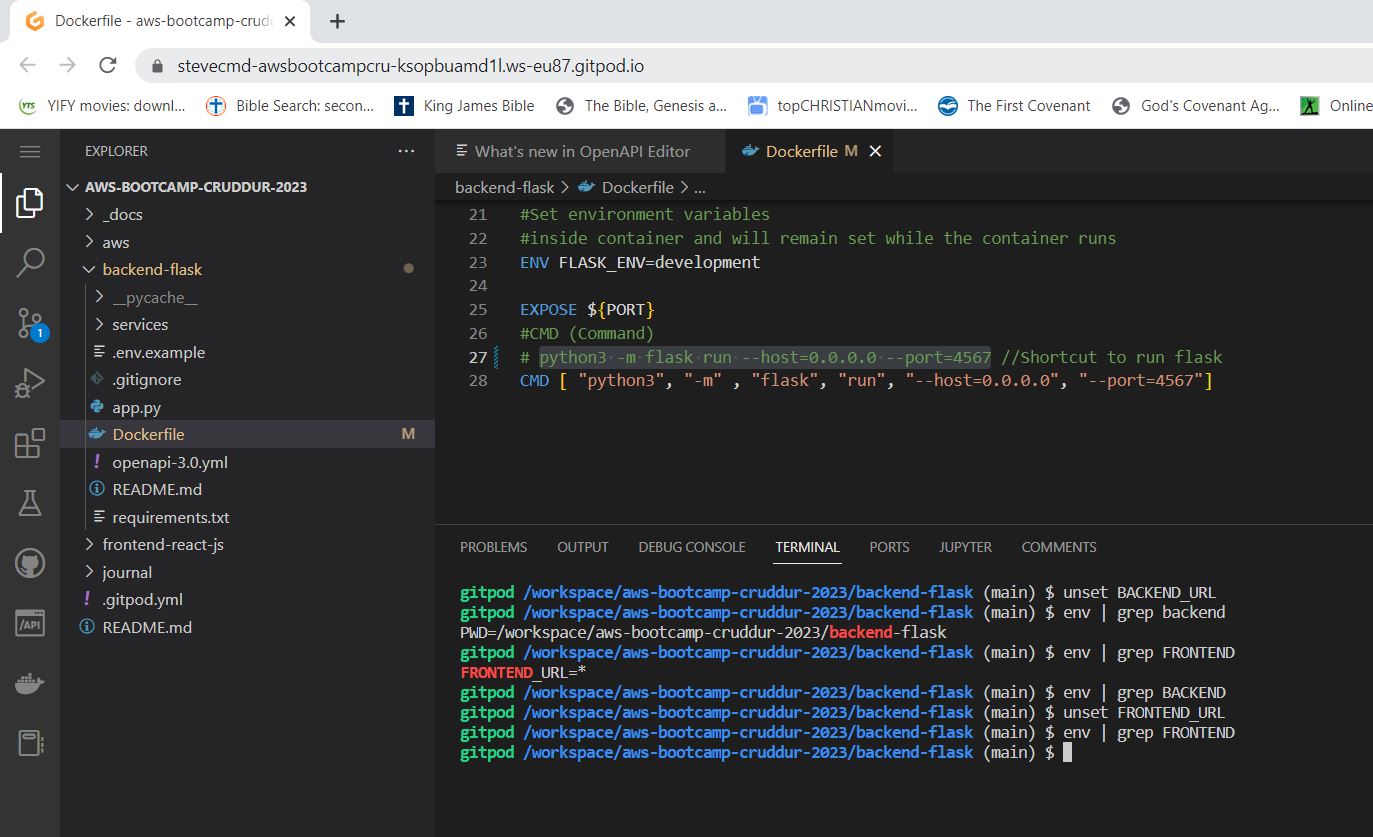 Dockerfile - aws-bootcamp-crudd
stevecmd-awsbootcampcru-ksopbuamd1l.ws-eu87.gitpod.io
YTS YIFY movies: downl... Bible Search: secon... King James Bible The Bible, Genesis a... topCHRISTIANmovi... The First Covenant God's Covenant Ag... Online
EXPLORER
AWS-BOOTCAMP-CRUDDUR-2023
_docs
aws
backend-flask
__pycache__
services
.env.example
.gitignore
app.py
Dockerfile M
! openapi-3.0.yml
README.md
requirements.txt
frontend-react-js
journal
! .gitpod.yml
README.md
1
/API
What's new in OpenAPI Editor Dockerfile M
backend-flask > Dockerfile > ...
21 #Set environment variables
22 #inside container and will remain set while the container runs
23 ENV FLASK_ENV=development
24
25 EXPOSE ${PORT}
26 #CMD (Command)
27 # python3 -m flask run --host=0.0.0.0 --port=4567 //Shortcut to run flask
28 CMD [ "python3", "-m" , "flask", "run", "--host=0.0.0.0", "--port=4567"]
PROBLEMS OUTPUT DEBUG CONSOLE TERMINAL PORTS JUPYTER COMMENTS
gitpod /workspace/aws-bootcamp-cruddur-2023/backend-flask (main) $ unset BACKEND_URL
gitpod /workspace/aws-bootcamp-cruddur-2023/backend-flask (main) $ env | grep backend
PWD=/workspace/aws-bootcamp-cruddur-2023/backend-flask
gitpod /workspace/aws-bootcamp-cruddur-2023/backend-flask (main) $ env | grep FRONTEND
FRONTEND_URL=*
gitpod /workspace/aws-bootcamp-cruddur-2023/backend-flask (main) $ env | grep BACKEND
gitpod /workspace/aws-bootcamp-cruddur-2023/backend-flask (main) $ unset FRONTEND_URL
gitpod /workspace/aws-bootcamp-cruddur-2023/backend-flask (main) $ env | grep FRONTEND
gitpod /workspace/aws-bootcamp-cruddur-2023/backend-flask (main) $